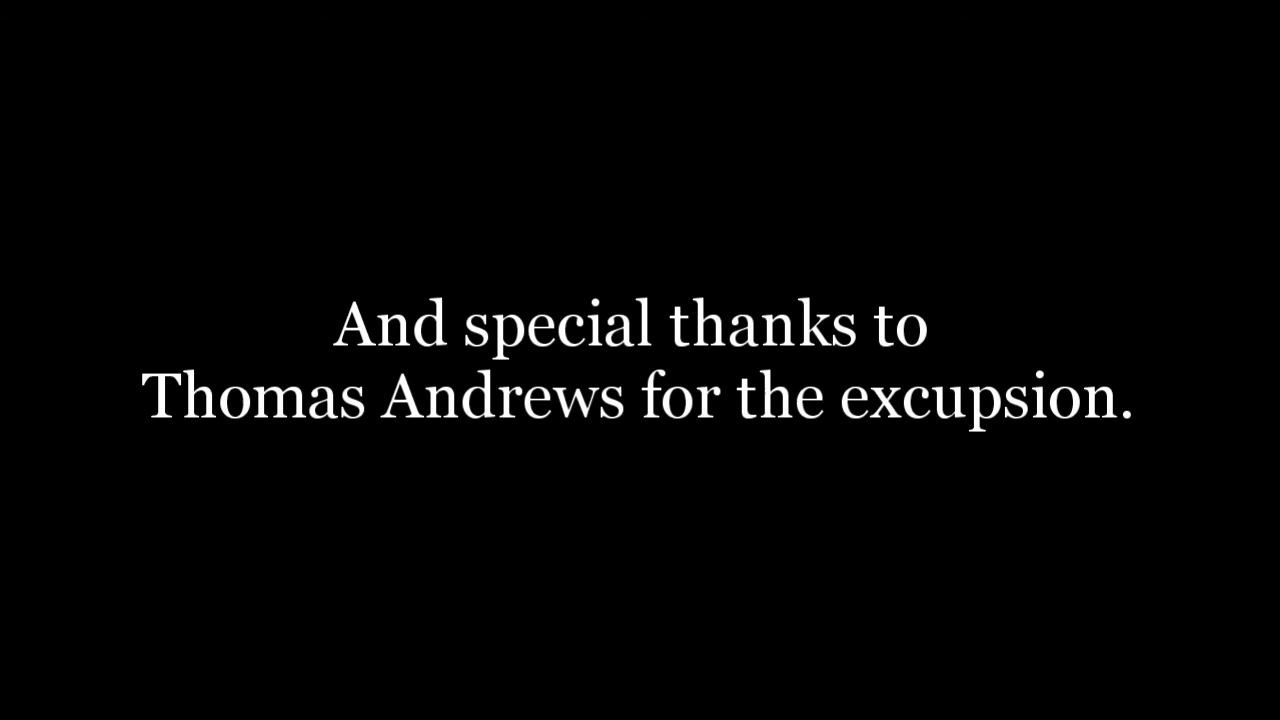 And special thanks to
Thomas Andrews for the excupsion.